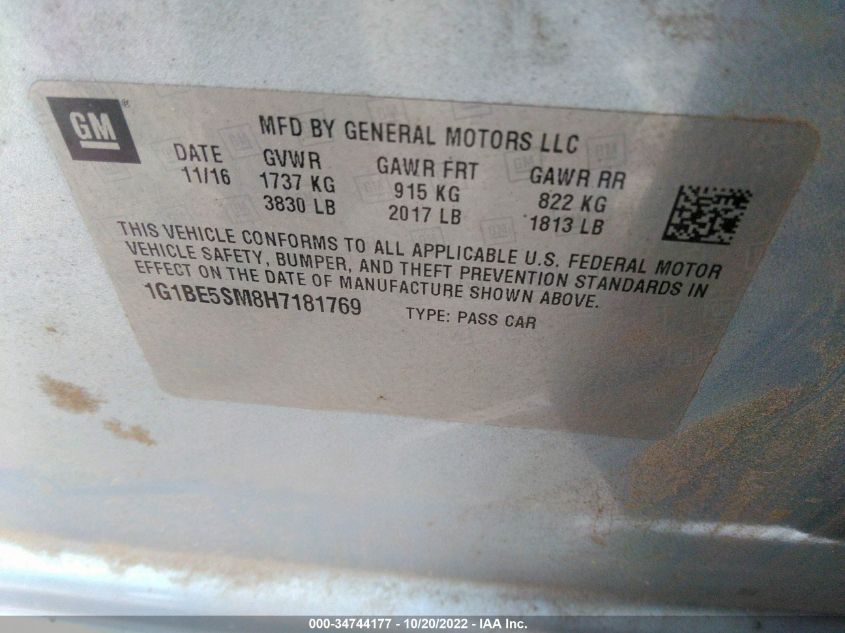 GM®
MFD BY GENERAL MOTORS LLC
DATE GVWR GAWR FRT GAWR RR
11/16 1737 KG 915 KG 822 KG
3830 LB 2017 LB 1813 LB
THIS VEHICLE CONFORMS TO ALL APPLICABLE U.S. FEDERAL MOTOR
VEHICLE SAFETY, BUMPER, AND THEFT PREVENTION STANDARDS IN
EFFECT ON THE DATE OF MANUFACTURE SHOWN ABOVE.
1G1BE5SM8H7181769 TYPE: PASS CAR
000-34744177 - 10/20/2022 - IAA Inc.